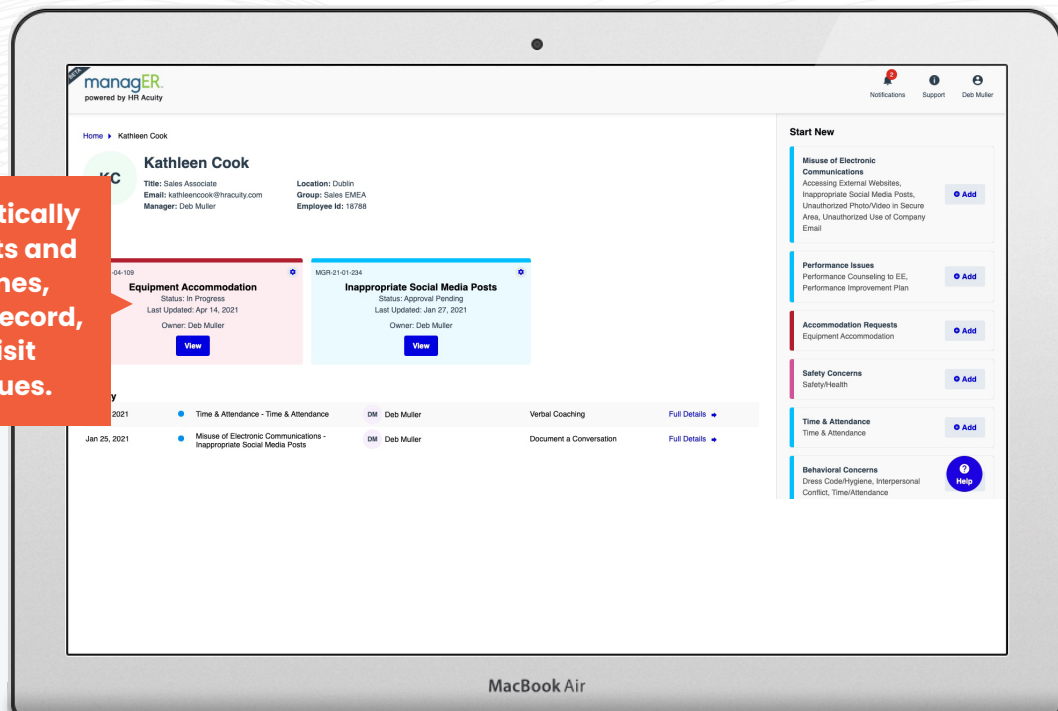 BETA
managER.
powered by HR Acuity
2
Notifications
Support
Deb Muller
Home
Kathleen Cook
Kathleen Cook
Title: Sales Associate
Email: kathleencook@hracuity.com
Manager: Deb Muller
Location: Dublin
Group: Sales EMEA
Employee Id: 18788
-04-109
Equipment Accommodation
Status: In Progress
Last Updated: Apr 14, 2021
Owner: Deb Muller
View
MGR-21-01-234
Inappropriate Social Media Posts
Status: Approval Pending
Last Updated: Jan 27, 2021
Owner: Deb Muller
View
2021
Time & Attendance - Time & Attendance
DM Deb Muller
Verbal Coaching
Full Details
Jan 25, 2021
Misuse of Electronic Communications -
Inappropriate Social Media Posts
DM Deb Muller
Document a Conversation
Full Details
Start New
Misuse of Electronic
Communications
Accessing External Websites,
Inappropriate Social Media Posts,
Unauthorized Photo/Video in Secure
Area, Unauthorized Use of Company
Email
Add
Performance Issues
Performance Counseling to EE,
Performance Improvement Plan
Add
Accommodation Requests
Equipment Accommodation
Add
Safety Concerns
Safety/Health
Add
Time & Attendance
Time & Attendance
Add
Behavioral Concerns
Dress Code/Hygiene, Interpersonal
Conflict, Time/Attendance
Help
tically
ts and
nes,
record,
isit
ues.
MacBook Air